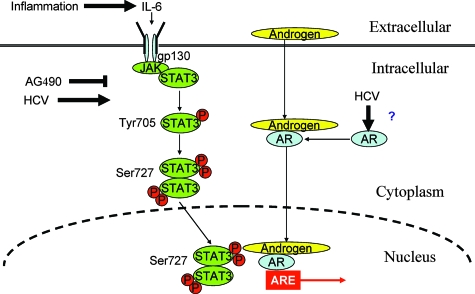 Inflammation
IL-6
Extracellular
Androgen
gp130
JAK
STAT3
Intracellular
AG490
HCV
HCV
?
Tyr705
STAT3
P
Androgen
AR
AR
Ser727
STAT3
P
P
STAT3
P
P
Cytoplasm
Ser727
STAT3
P
P
STAT3
P
P
Androgen
AR
ARE
Nucleus